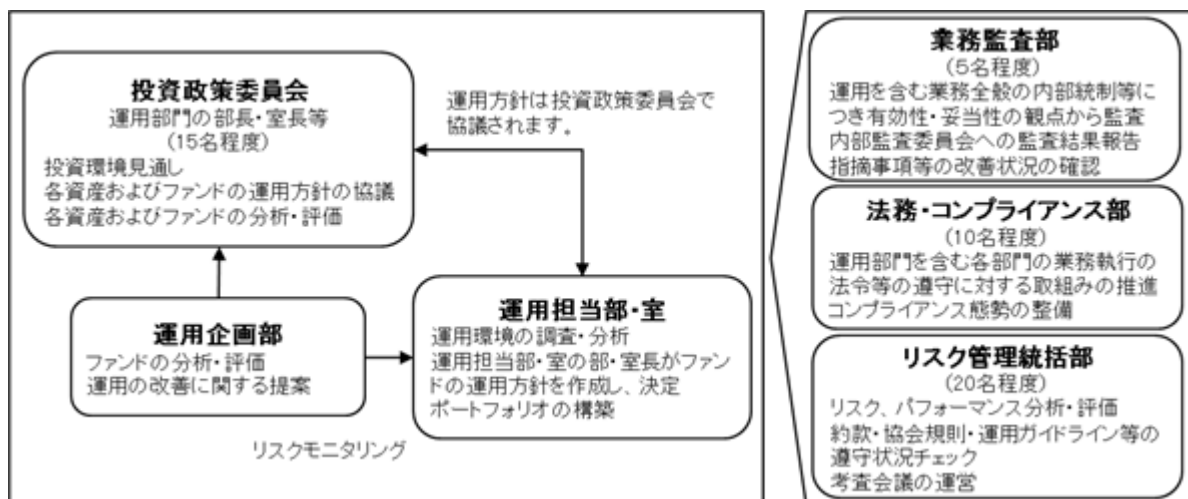 投資政策委員会
運用部門の部長・室長等
(15名程度)
投資環境見通し
各資産およびファンドの運用方針の協議
各資産およびファンドの分析・評価
運用方針は投資政策委員会で
協議されます。
運用企画部
ファンドの分析・評価
運用の改善に関する提案
運用担当部・室
運用環境の調査・分析
運用担当部・室の部・室長がファン
ドの運用方針を作成し、決定
ポートフォリオの構築
リスクモニタリング
業務監査部
(5名程度)
運用を含む業務全般の内部統制等に
つき有効性・妥当性の観点から監査
内部監査委員会への監査結果報告
指摘事項等の改善状況の確認
法務・コンプライアンス部
(10名程度)
運用部門を含む各部門の業務執行の
法令等の遵守に対する取組みの推進
コンプライアンス態勢の整備
リスク管理統括部
(20名程度)
リスク、パフォーマンス分析・評価
約款・協会規則・運用ガイドライン等の
遵守状況チェック
考査会議の運営